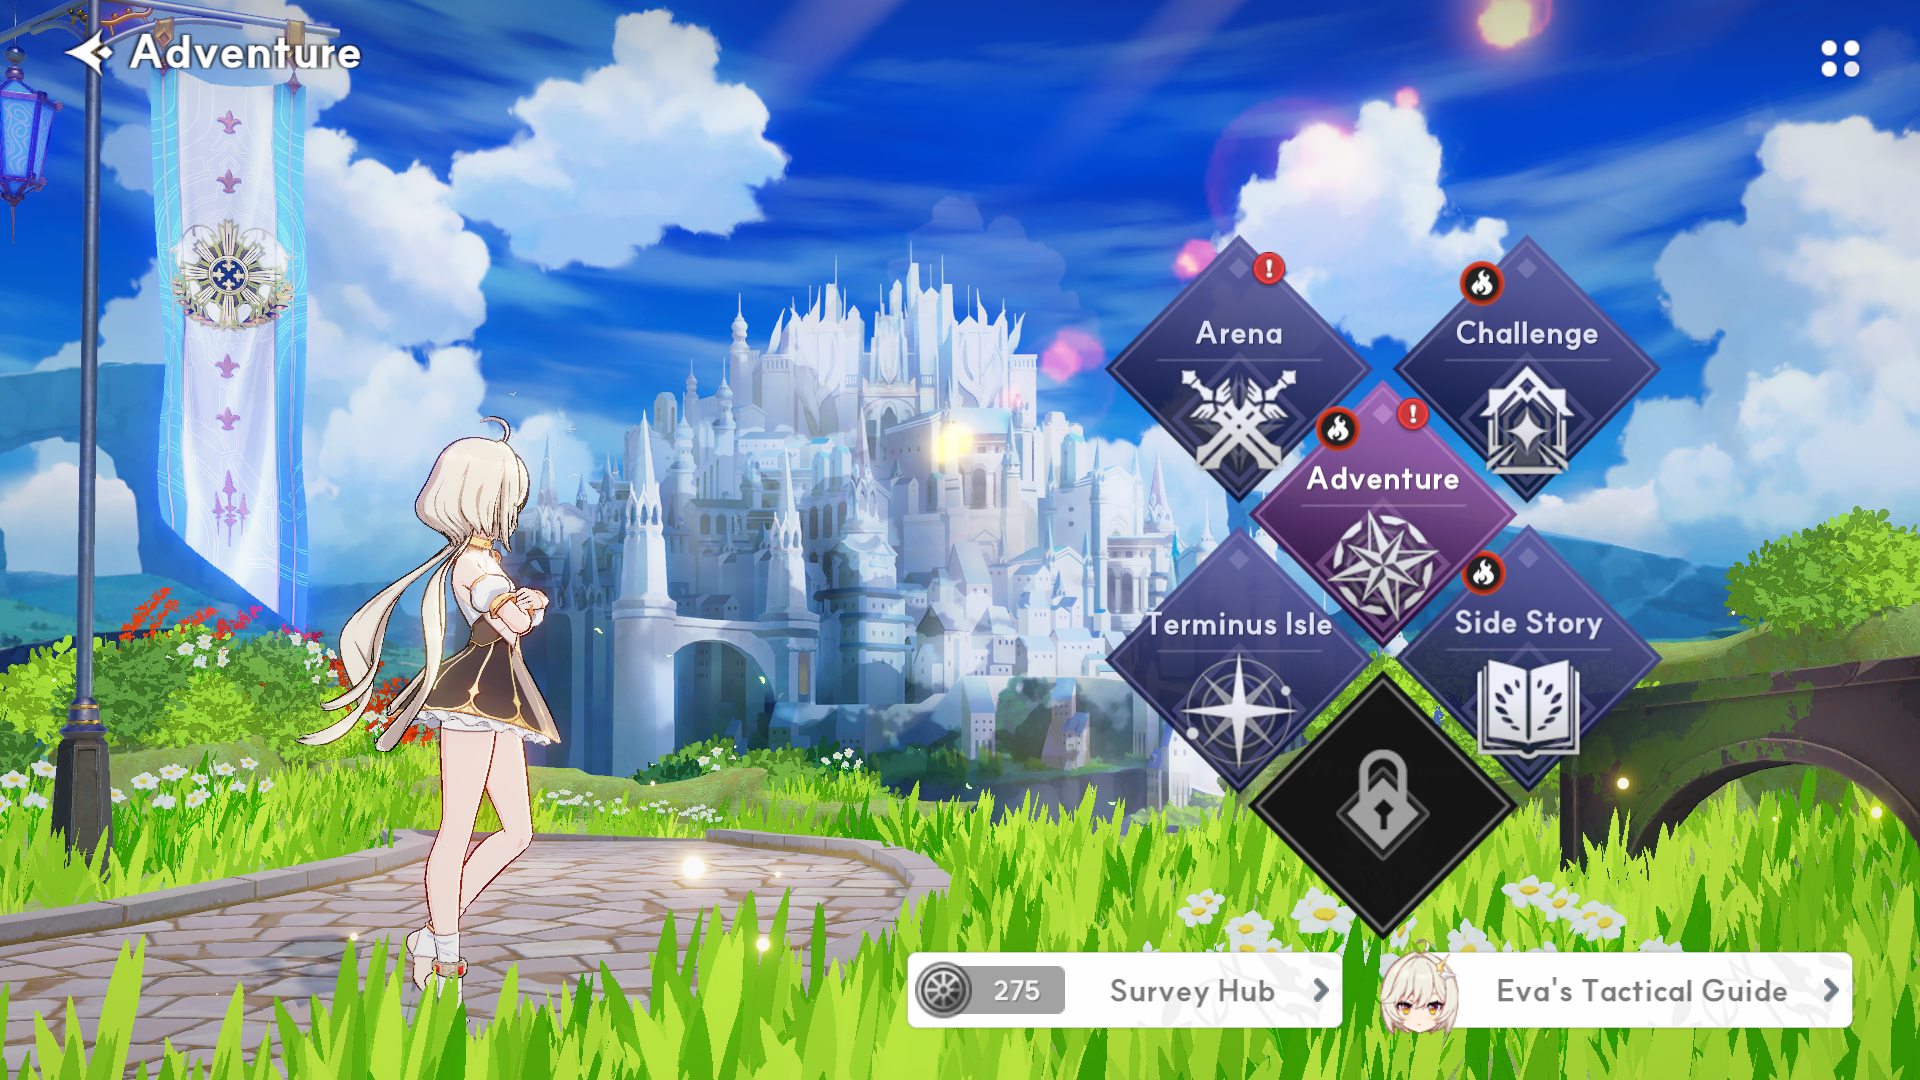 Adventure
Arena
Challenge
Adventure
Terminus Isle
Side Story
275
Survey Hub
Eva's Tactical Guide